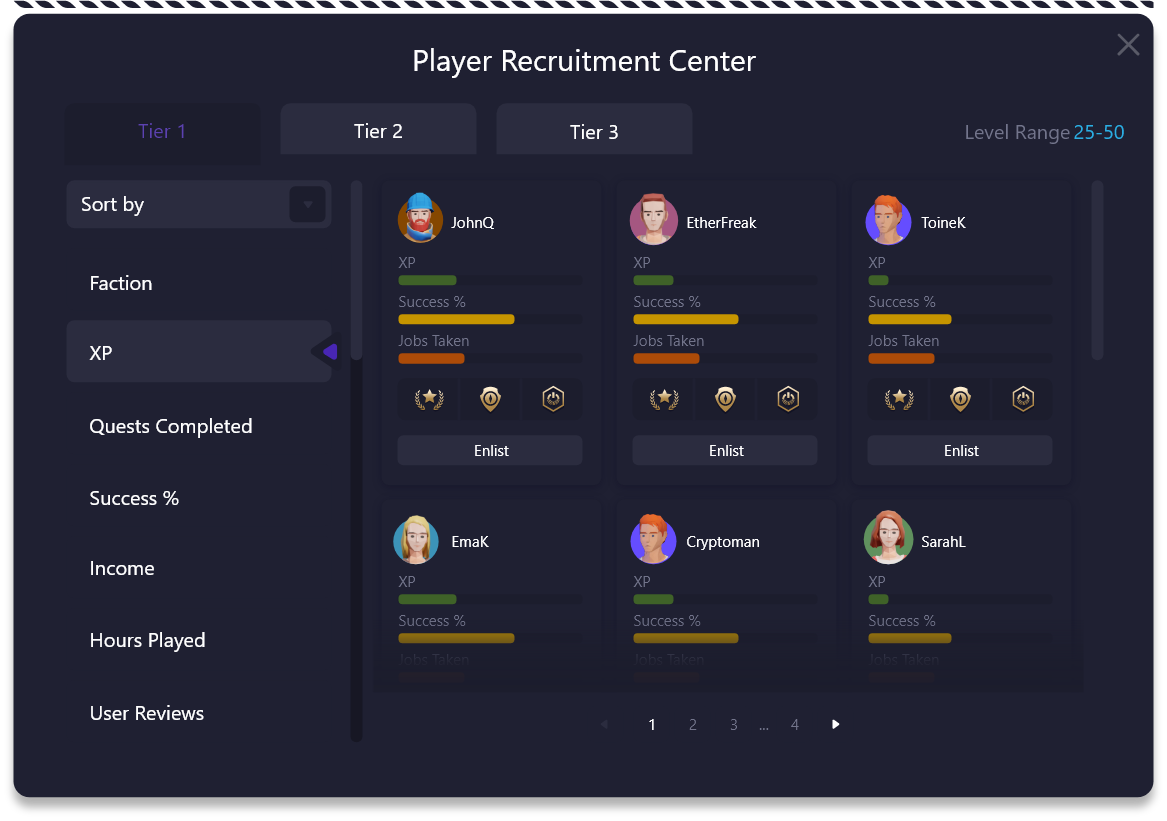 Player Recruitment Center
Tier 1 Tier 2 Tier 3 Level Range 25-50
Sort by
Faction
XP
Quests Completed
Success %
Income
Hours Played
User Reviews
JohnQ
XP
Success %
Jobs Taken
Enlist
EtherFreak
XP
Success %
Jobs Taken
Enlist
ToineK
XP
Success %
Jobs Taken
Enlist
EmaK
XP
Success %
Jobs Taken
Cryptoman
XP
Success %
Jobs Taken
SarahL
XP
Success %
Jobs Taken
1 2 3 ... 4